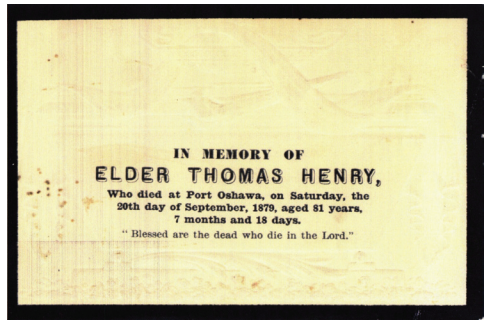 IN MEMORY OF
ELDER THOMAS HENRY,
Who died at Port Oshawa, on Saturday, the
20th day of September, 1879, aged 81 years,
7 months and 18 days.
"Blessed are the dead who die in the Lord."